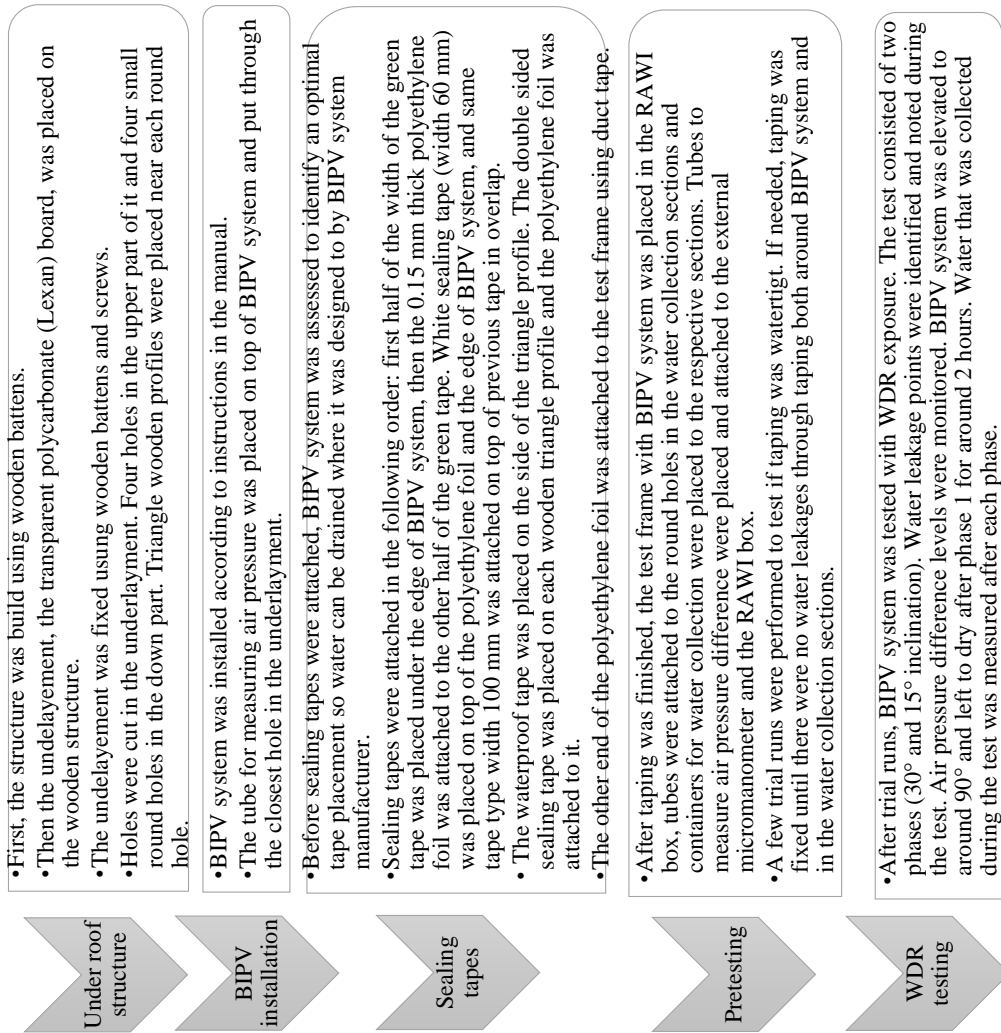 Under roof
structure
•First, the structure was build using wooden battens.
•Then the undelayment, the transparent polycarbonate (Lexan) board, was placed on
the wooden structure.
•The undelayement was fixed usung wooden battens and screws.
•Holes were cut in the underlayment. Four holes in the upper part of it and four small
round holes in the down part. Triangle wooden profiles were placed near each round
hole.
BIPV
installation
•BIPV system was installed according to instructions in the manual.
•The tube for measuring air pressure was placed on top of BIPV system and put through
the closest hole in the underlayment.
Sealing
tapes
•Before sealing tapes were attached, BIPV system was assessed to identify an optimal
tape placement so water can be drained where it was designed to by BIPV system
manufacturer.
•Sealing tapes were attached in the following order: first half of the width of the green
tape was placed under the edge of BIPV system, then the 0.15 mm thick polyethylene
foil was attached to the other half of the green tape. White sealing tape (width 60 mm)
was placed on top of the polyethylene foil and the edge of BIPV system, and same
tape type width 100 mm was attached on top of previous tape in overlap.
• The waterproof tape was placed on the side of the triangle profile. The double sided
sealing tape was placed on each wooden triangle profile and the polyethylene foil was
attached to it.
•The other end of the polyethylene foil was attached to the test frame using duct tape.
Pretesting
•After taping was finished, the test frame with BIPV system was placed in the RAWI
box, tubes were attached to the round holes in the water collection sections and
containers for water collection were placed to the respective sections. Tubes to
measure air pressure difference were placed and attached to the external
micromanometer and the RAWI box.
•A few trial runs were performed to test if taping was watertigt. If needed, taping was
fixed until there were no water leakages through taping both around BIPV system and
in the water collection sections.
WDR
testing
•After trial runs, BIPV system was tested with WDR exposure. The test consisted of two
phases (30° and 15° inclination). Water leakage points were identified and noted during
the test. Air pressure difference levels were monitored. BIPV system was elevated to
around 90° and left to dry after phase 1 for around 2 hours. Water that was collected
during the test was measured after each phase.